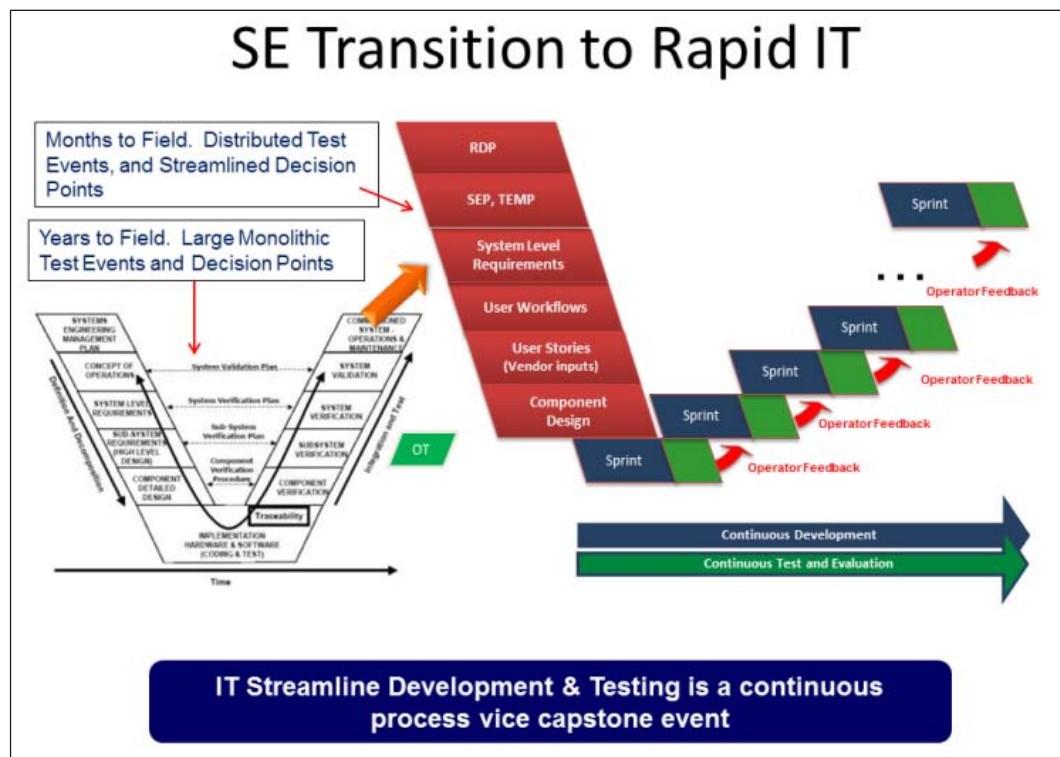 SE Transition to Rapid IT
Months to Field. Distributed Test
Events, and Streamlined Decision
Points
Years to Field. Large Monolithic
Test Events and Decision Points
SYSTEMS
ENGINEERING
MANAGEMENT
PLAN
CONCEPT OF
OPERATIONS
SYSTEM LEVEL
REQUIREMENTS
SUB-SYSTEM
REQUIREMENTS
(HIGH LEVEL
DESIGN)
COMPONENT
DETAILED
DESIGN
Definition And Decomposition
System Validation Plan
System Verification Plan
Sub-System
Verification Plan
Component
Verification
Procedure
Traceability
IMPLEMENTATION
HARDWARE & SOFTWARE
(CODING & TEST)
COMMISSIONED
SYSTEM -
OPERATIONS &
MAINTENANCE
SYSTEM
VALIDATION
SYSTEM
VERIFICATION
SUBSYSTEM
VERIFICATION
COMPONENT
VERIFICATION
Integration and Test
Time
OT
RDP
SEP, TEMP
System Level
Requirements
User Workflows
User Stories
(Vendor inputs)
Component
Design
Sprint
Operator Feedback
Sprint
Operator Feedback
Sprint
Operator Feedback
Sprint
Operator Feedback
...
Sprint
Continuous Development
Continuous Test and Evaluation
IT Streamline Development & Testing is a continuous
process vice capstone event